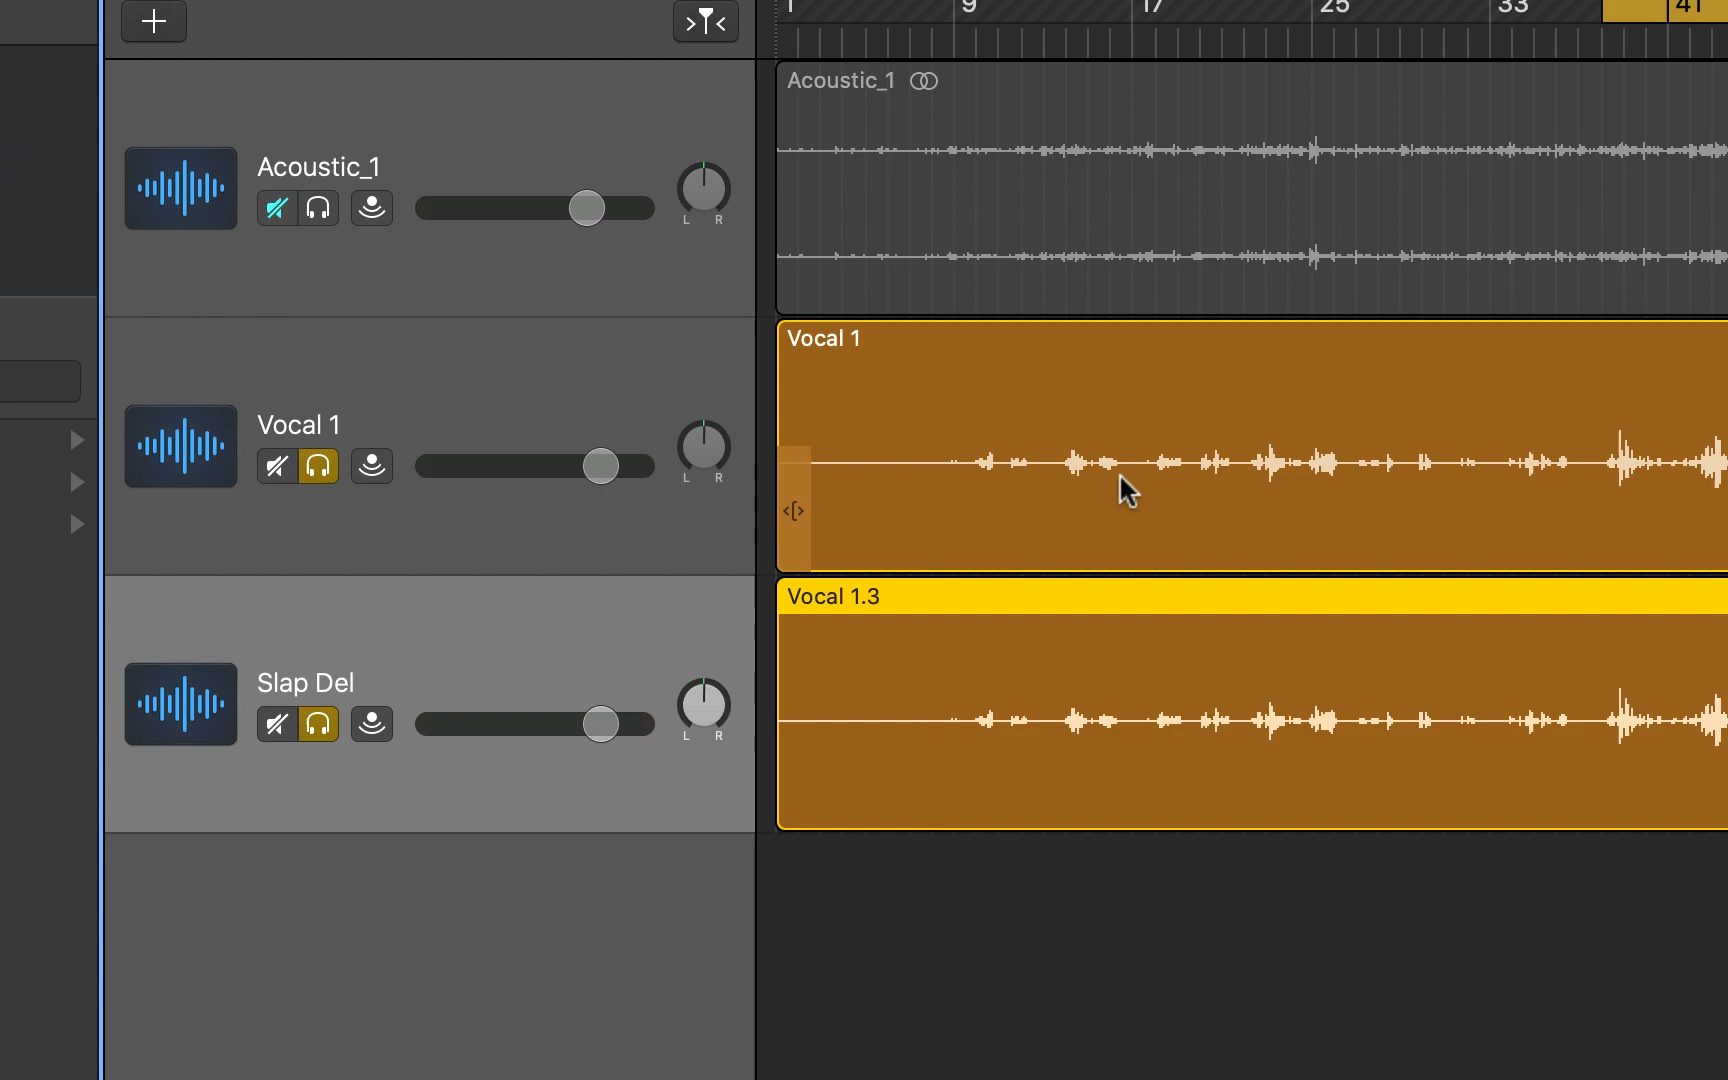 1 9 17 25 33 41
Acoustic_1
Acoustic_1
L R
Vocal 1
Vocal 1
L R
Vocal 1.3
Slap Del
L R